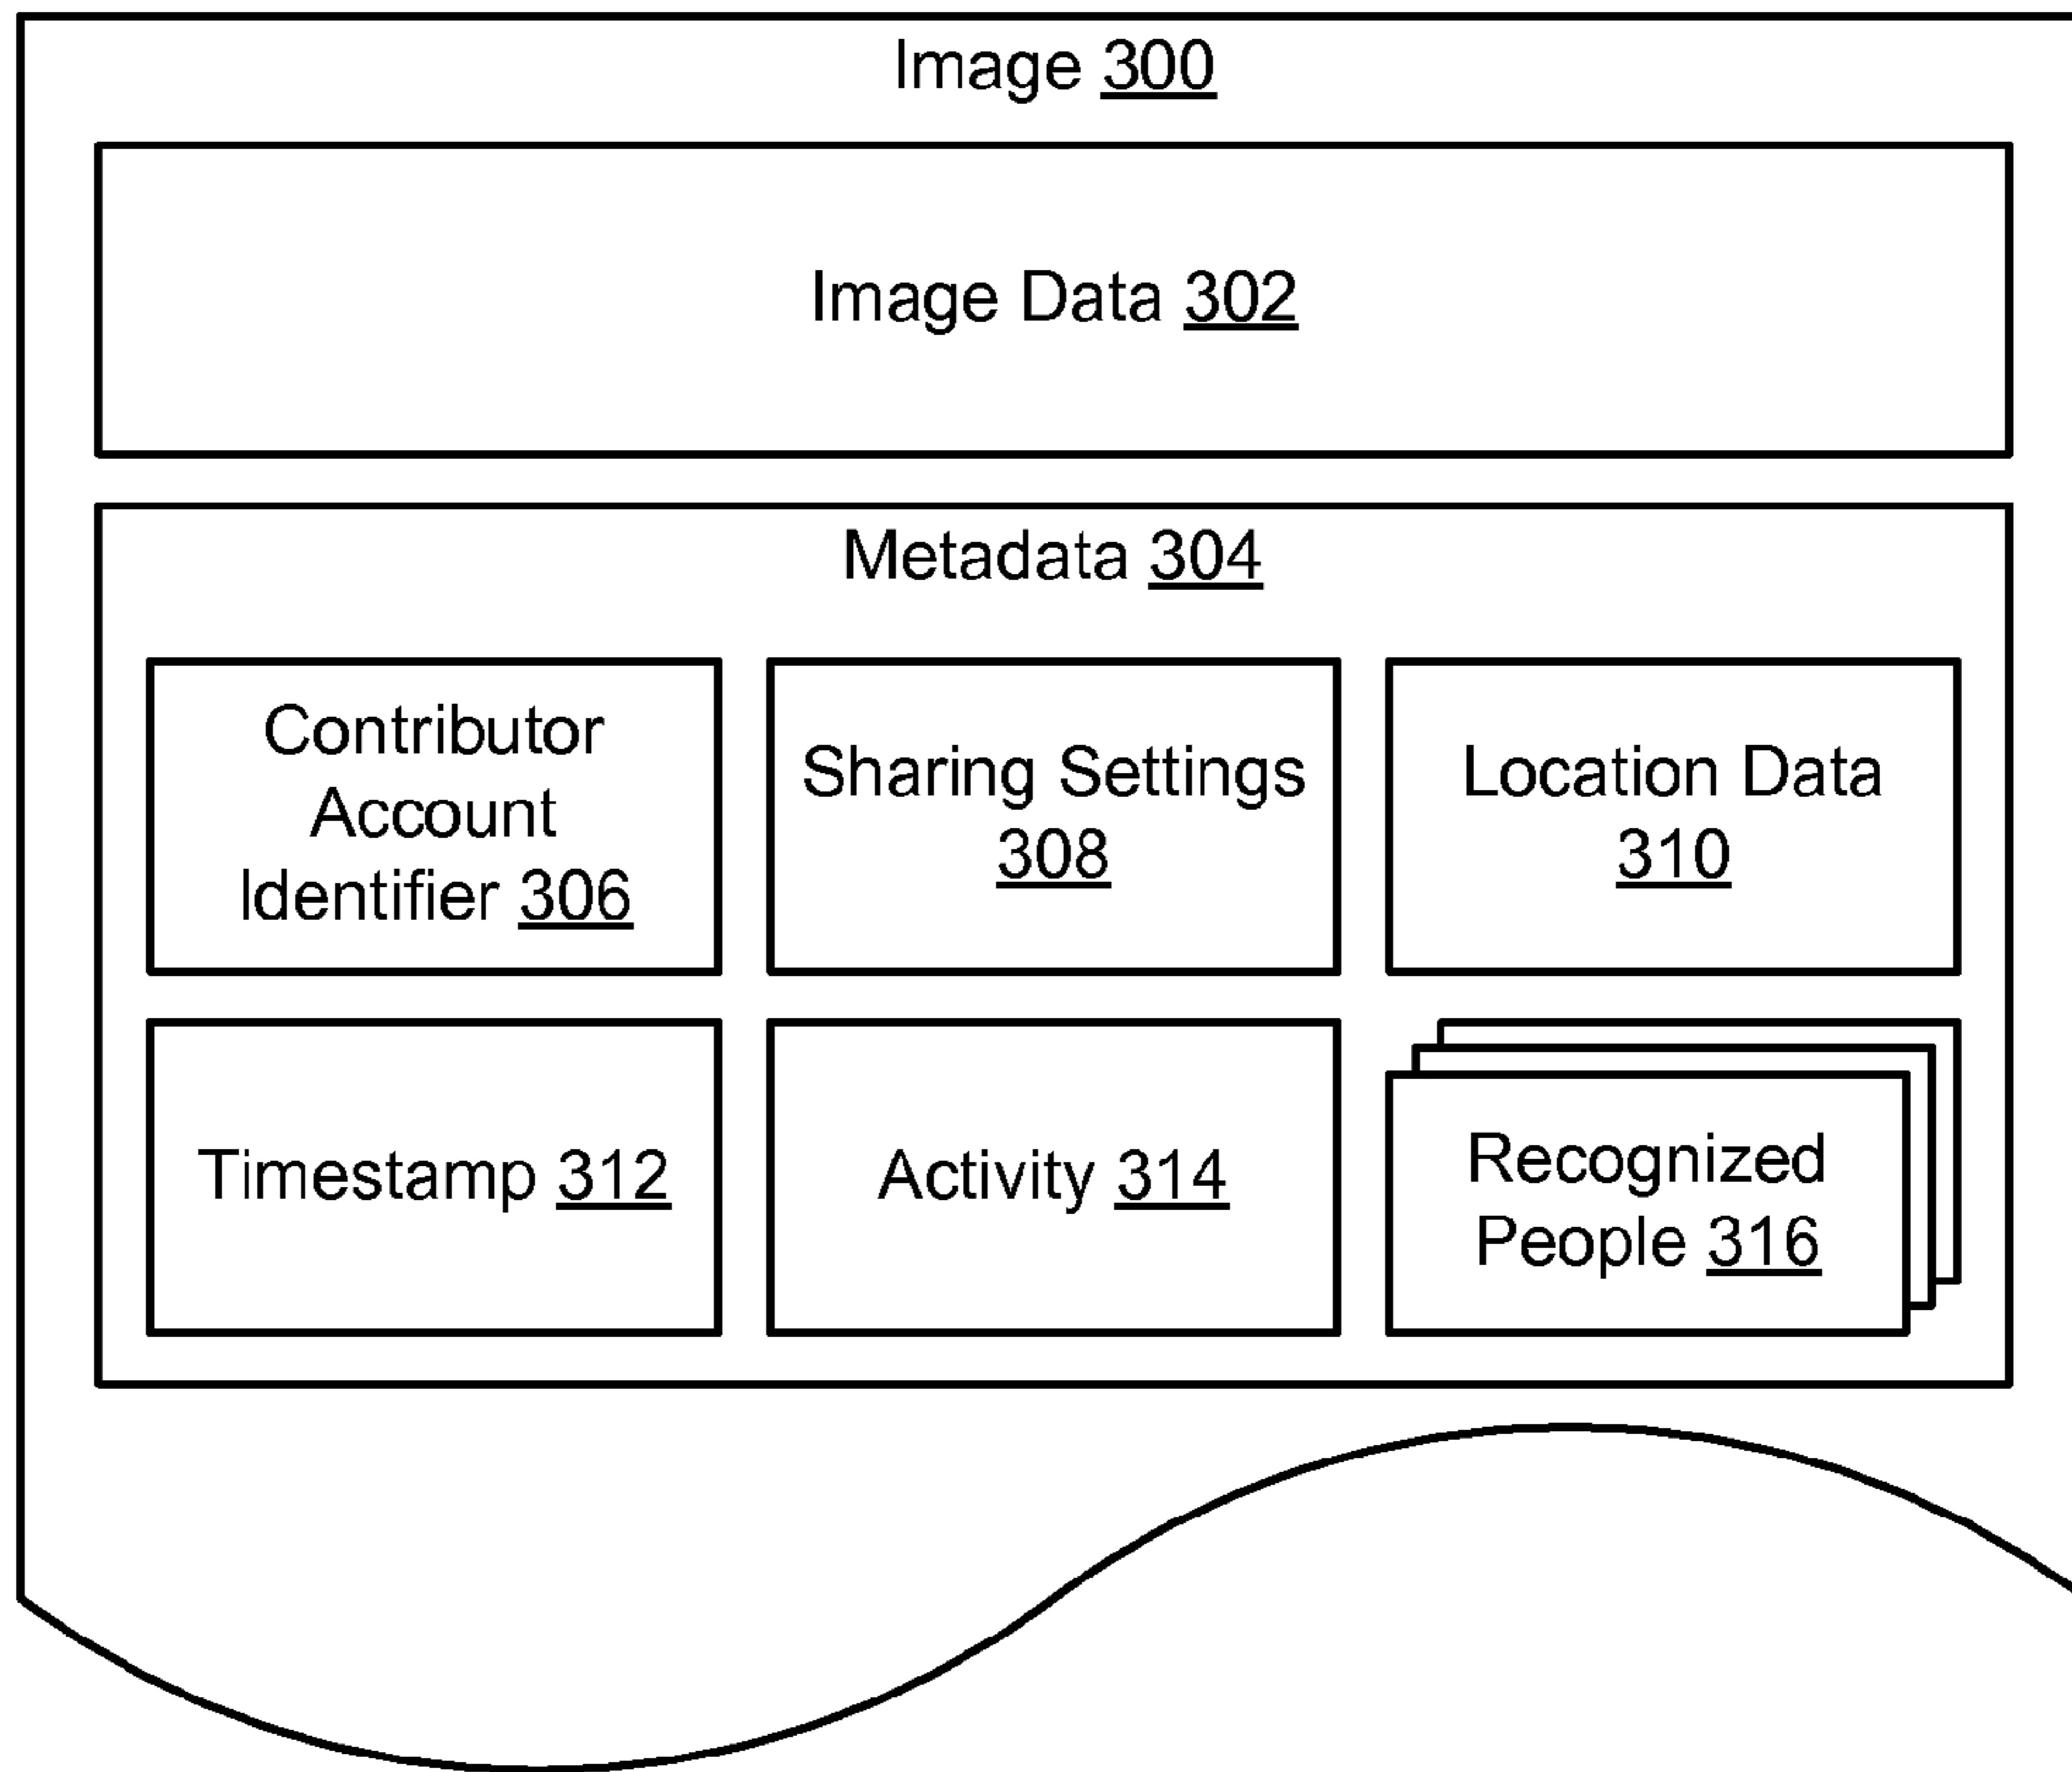 Image 300
Image Data 302
Metadata 304
Contributor
Account
Identifier 306
Sharing Settings
308
Location Data
310
Timestamp 312
Activity 314
Recognized
People 316